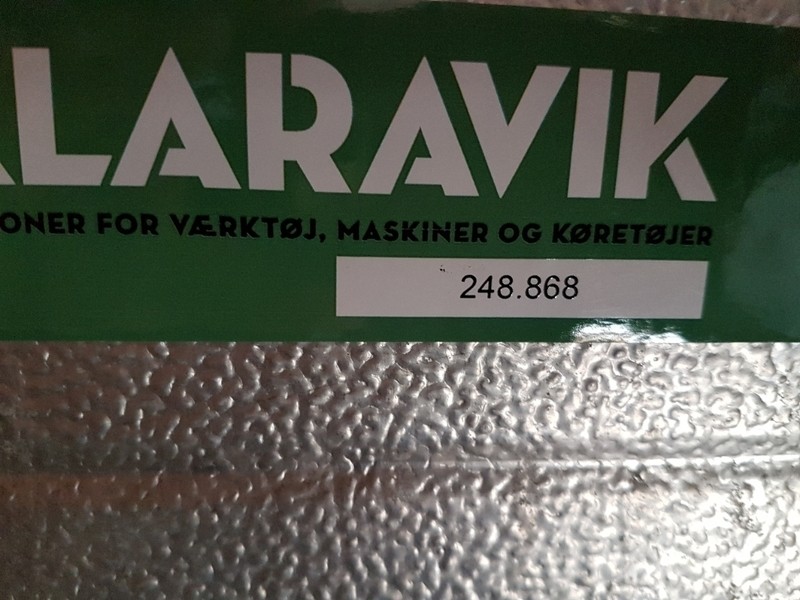 LARAVIK
ONER FOR VÆRKTØJ, MASKINER OG KØRETØJER
248.868